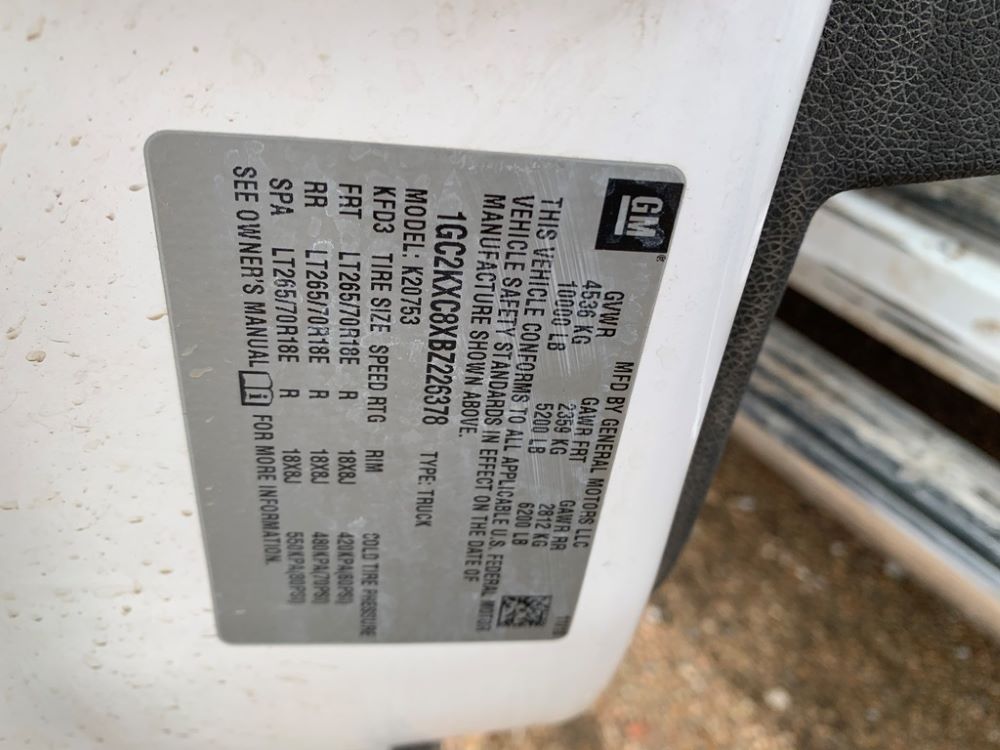 GM
MFD BY GENERAL MOTORS LLC
GVWR GAWR FRT GAWR RR
4536 KG 2359 KG 2812 KG
10000 LB 5200 LB 6200 LB
THIS VEHICLE CONFORMS TO ALL APPLICABLE U.S. FEDERAL MOTOR
VEHICLE SAFETY STANDARDS IN EFFECT ON THE DATE OF
MANUFACTURE SHOWN ABOVE.
1GC2KXC8XBZ226378 TYPE: TRUCK
MODEL: K20753
KFD3 TIRE SIZE SPEED RTG RIM COLD TIRE PRESSURE
FRT LT265/70R18E R 18X8J 420KPA(60PSI)
RR LT265/70R18E R 18X8J 480KPA(70PSI)
SPA LT265/70R18E R 18X8J 550KPA(80PSI)
SEE OWNER'S MANUAL i FOR MORE INFORMATION.